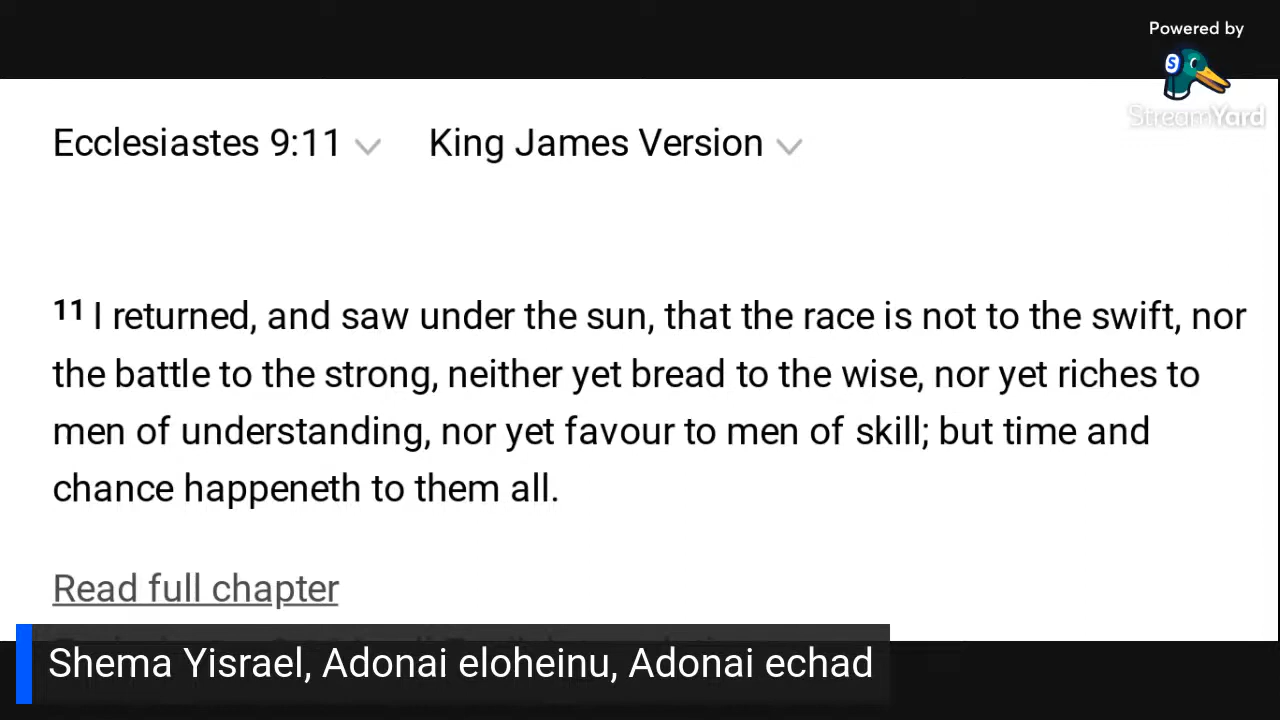 Powered by
S
StreamYard
Ecclesiastes 9:11 King James Version
11 I returned, and saw under the sun, that the race is not to the swift, nor
the battle to the strong, neither yet bread to the wise, nor yet riches to
men of understanding, nor yet favour to men of skill; but time and
chance happeneth to them all.
Read full chapter
Shema Yisrael, Adonai eloheinu, Adonai echad